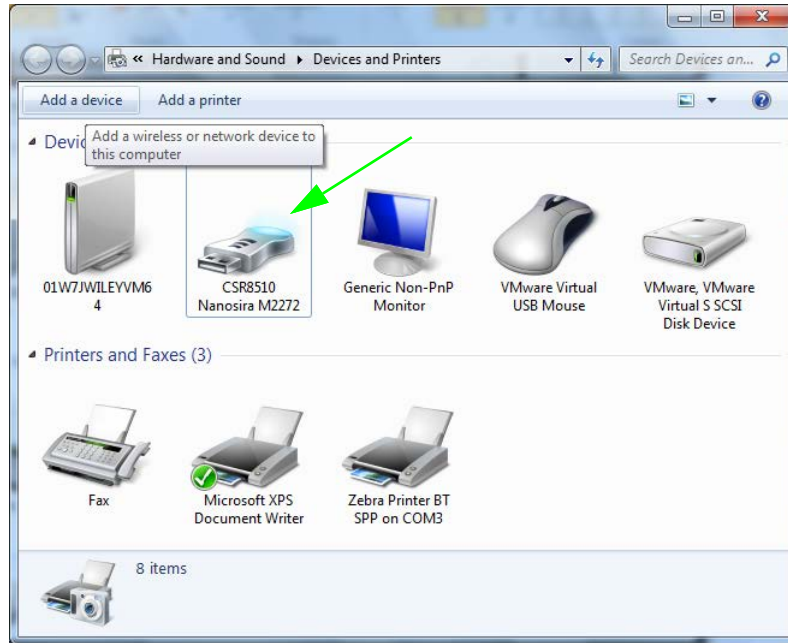 « Hardware and Sound ▸ Devices and Printers
Search Devices an...
Add a device Add a printer
Add a wireless or network device to
this computer
Devic
01W7JWILEYVM6
4
CSR8510
Nanosira M2272
Generic Non-PnP
Monitor
VMware Virtual
USB Mouse
VMware, VMware
Virtual S SCSI
Disk Device
Printers and Faxes (3)
Fax
Microsoft XPS
Document Writer
Zebra Printer BT
SPP on COM3
8 items